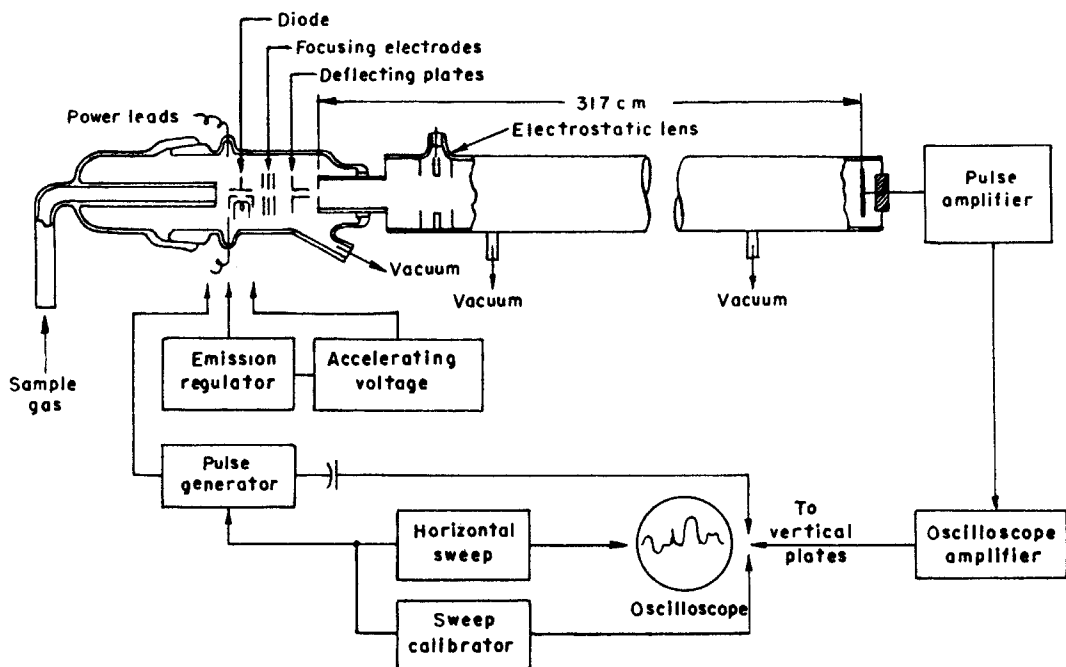 Diode
Focusing electrodes
Deflecting plates
317 cm
Power leads
Electrostatic lens
Pulse
amplifier
Vacuum
Vacuum
Vacuum
Sample
gas
Emission
regulator
Accelerating
voltage
Pulse
generator
Horizontal
sweep
To
vertical
plates
Oscilloscope
amplifier
Oscilloscope
Sweep
calibrator